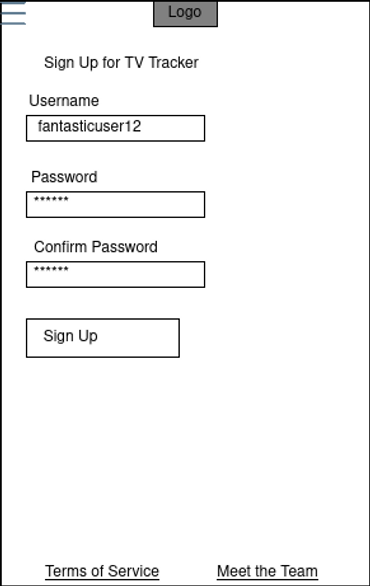 Logo
Sign Up for TV Tracker
Username
fantasticuser12
Password
******
Confirm Password
******
Sign Up
Terms of Service Meet the Team